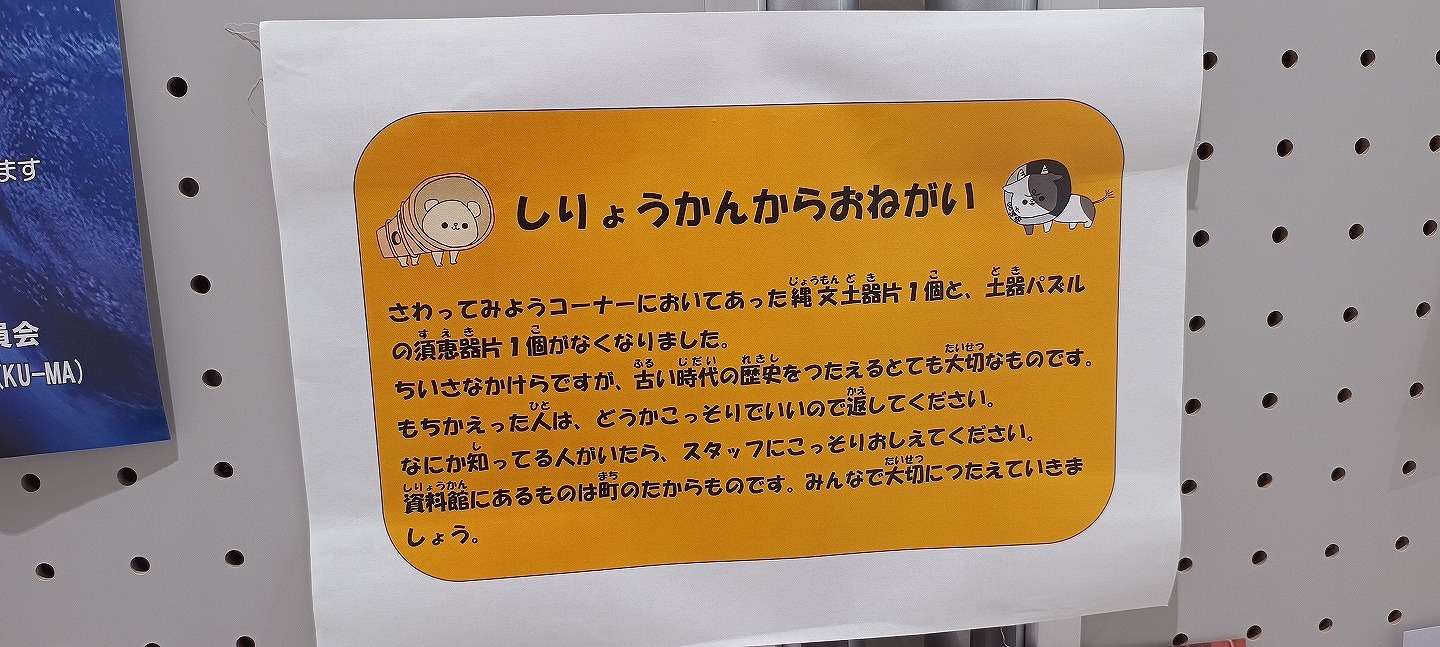 ます
員会
(KU-MA)
しりょうかんからおねがい
さわってみようコーナーにおいてあった縄文土器片1個と、土器パズル
の須恵器片1個がなくなりました。
ちいさなかけらですが、古い時代の歴史をつたえるとても大切なものです。
もちかえった人は、どうかこっそりでいいので返してください。
なにか知ってる人がいたら、スタッフにこっそりおしえてください。
資料館にあるものは町のたからものです。みんなで大切につたえていきま
しょう。